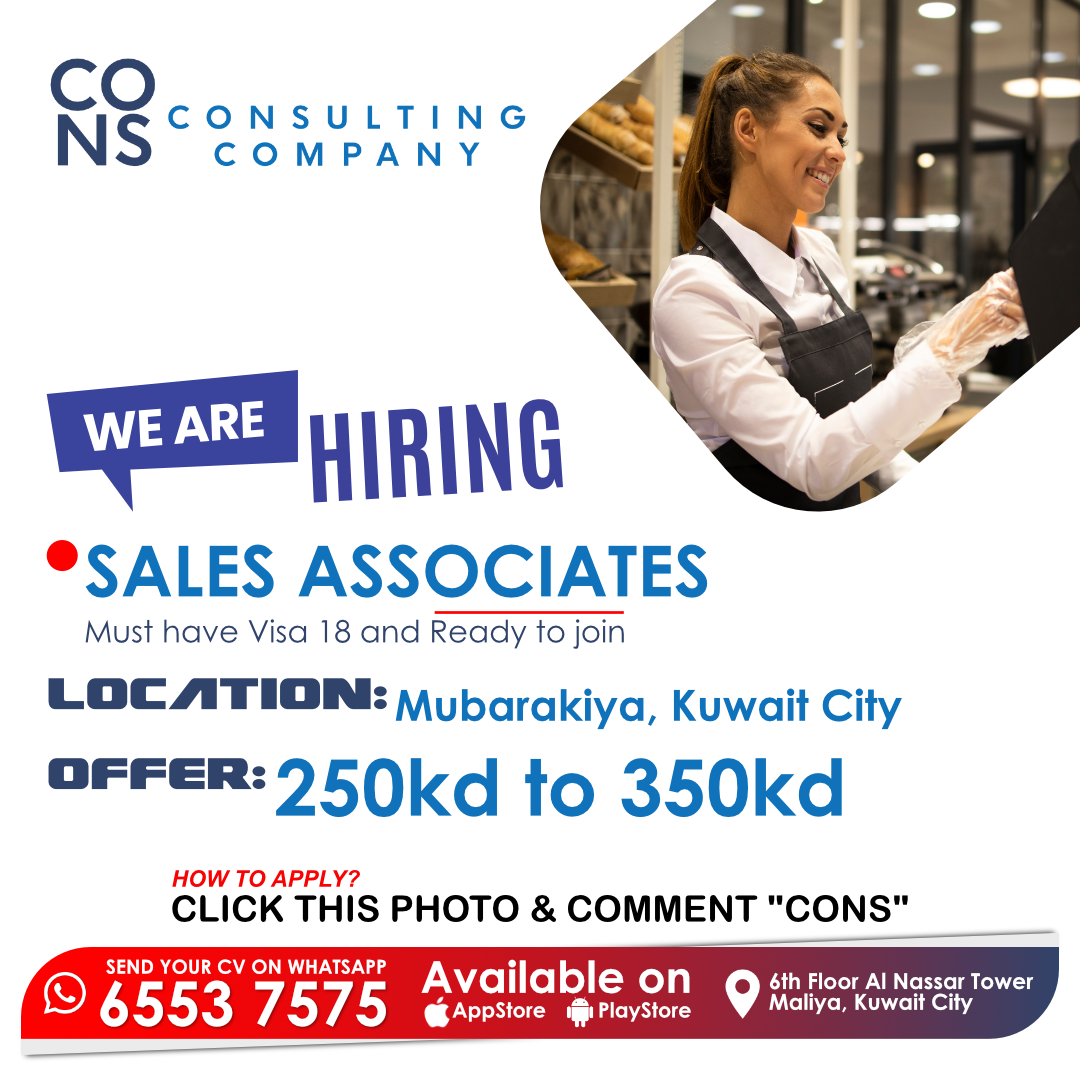 CO
NS
CONSULTING
COMPANY
WE ARE
HIRING
SALES ASSOCIATES
Must have Visa 18 and Ready to join
LOCATION: Mubarakiya, Kuwait City
OFFER: 250kd to 350kd
HOW TO APPLY?
CLICK THIS PHOTO & COMMENT "CONS"
SEND YOUR CV ON WHATSAPP
6553 7575
Available on
AppStore PlayStore
6th Floor Al Nassar Tower
Maliya, Kuwait City